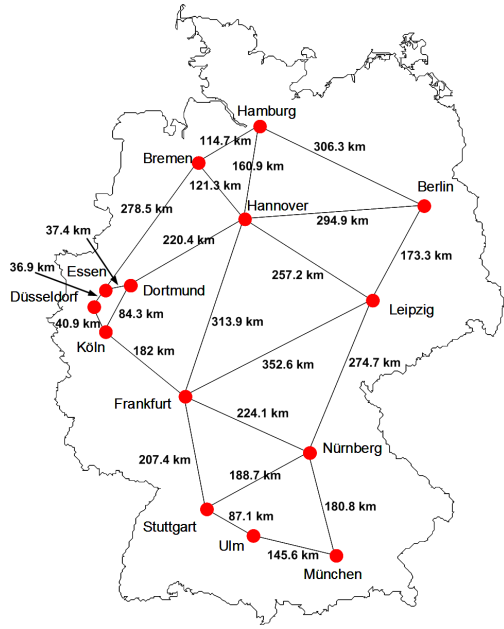 Hamburg
114.7 km
306.3 km
Bremen
160.9 km
121.3 km
Berlin
Hannover
278.5 km
294.9 km
37.4 km
220.4 km
173.3 km
36.9 km
257.2 km
Essen
Dortmund
Düsseldorf
Leipzig
84.3 km
40.9 km
313.9 km
Köln
182 km
352.6 km
274.7 km
Frankfurt
224.1 km
Nürnberg
207.4 km
188.7 km
180.8 km
Stuttgart
87.1 km
Ulm
145.6 km
München